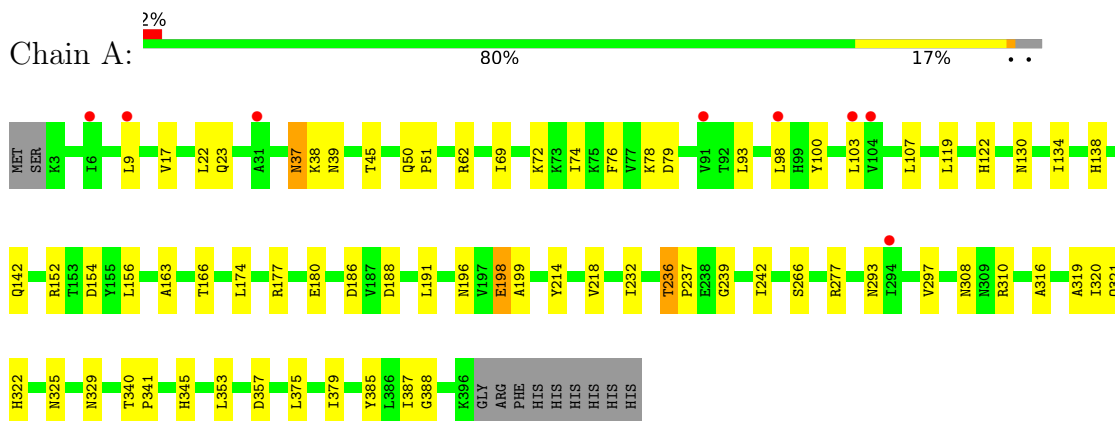 2%
Chain A:
80% 17% • •
MET SER K3 I6 L9 V17 L22 Q23 A31 N37 K38 N39 T45 Q50 P51 R62 I69 K72 K73 I74 K75 F76 V77 K78 D79 V91 T92 L93 L98 H99 Y100 L103 V104 L107 L119 H122 N130 I134 H138
Q142 R152 T153 D154 Y155 L156 A163 T166 L174 R177 E180 D186 V187 D188 L191 N196 V197 E198 A199 Y214 V218 I232 T236 P237 E238 G239 I242 S266 R277 N293 I294 V297 N308 N309 R310 A316 A319 I320
H322 N325 N329 T340 P341 H345 L353 D357 L375 I379 Y385 L386 I387 G388 K396 GLY ARG PHE HIS HIS HIS HIS HIS HIS